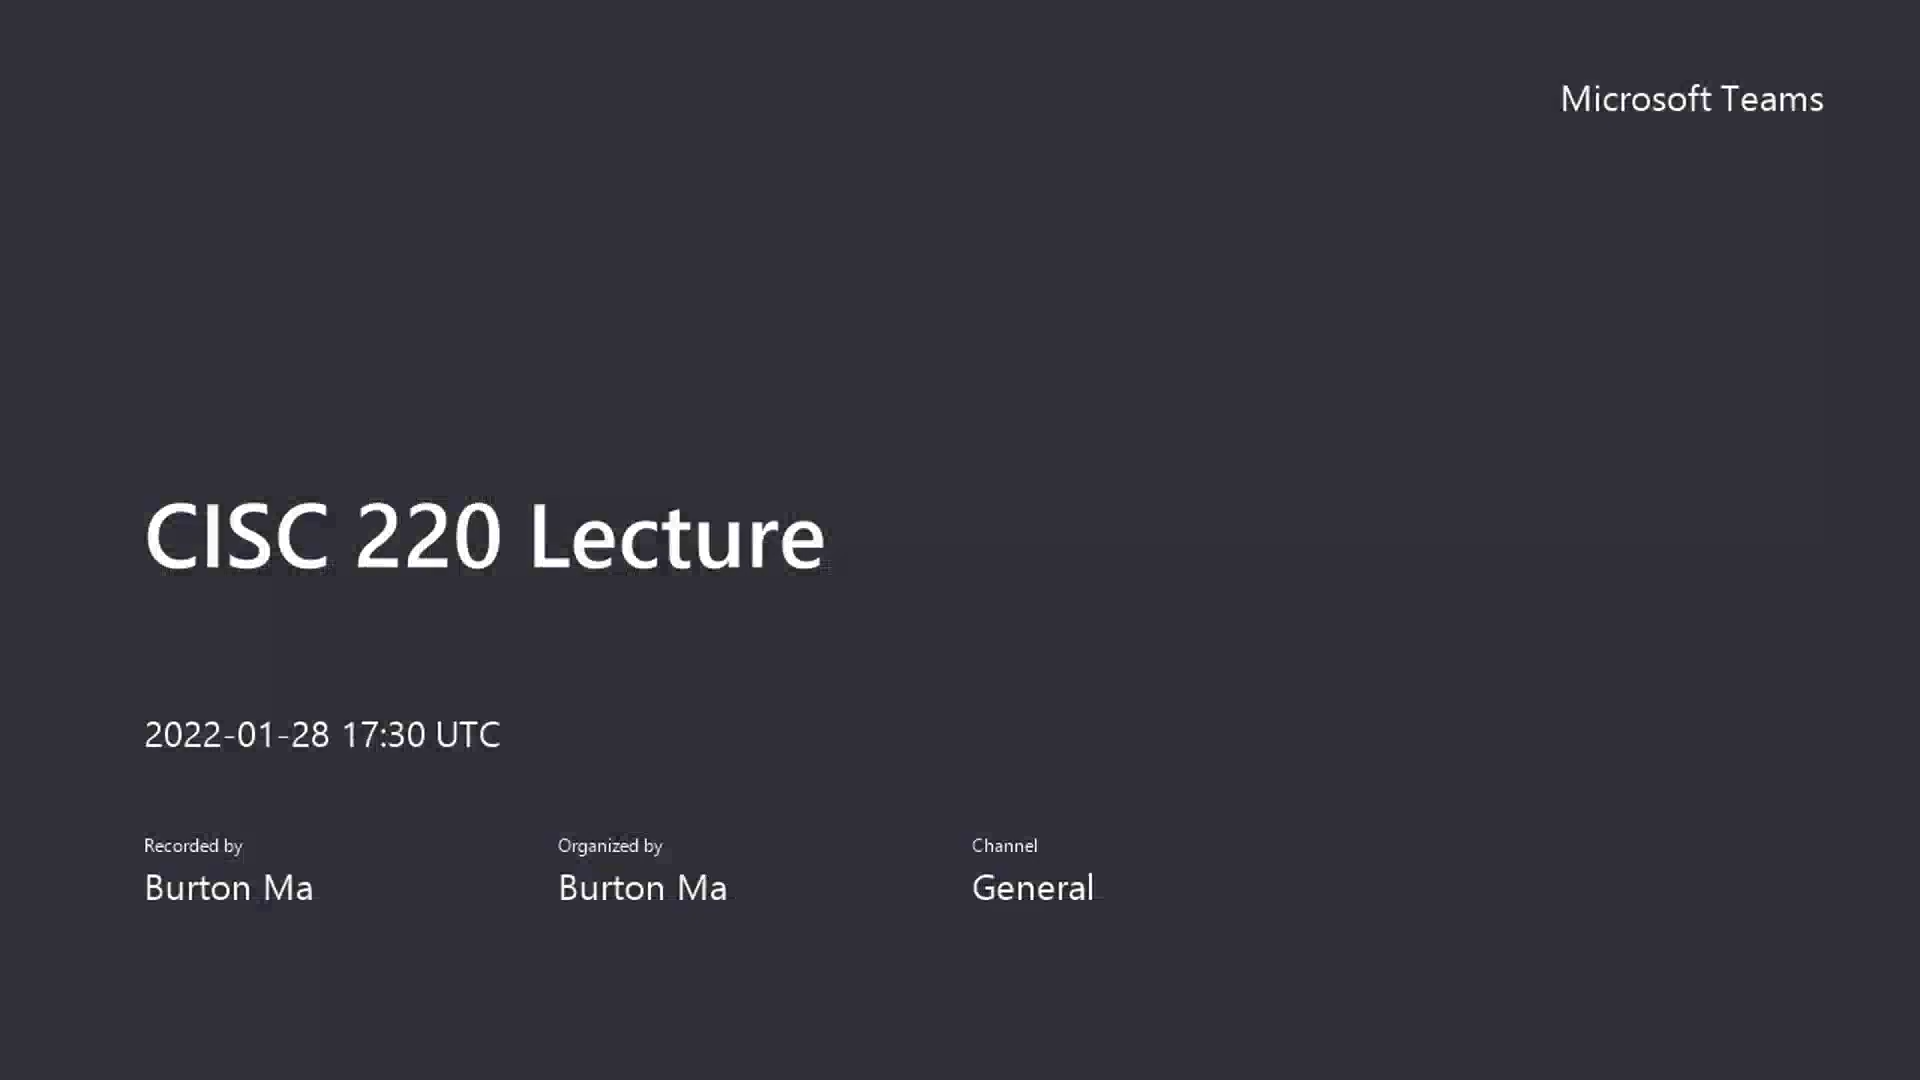 Microsoft Teams
CISC 220 Lecture
2022-01-28 17:30 UTC
Recorded by
Burton Ma
Organized by
Burton Ma
Channel
General